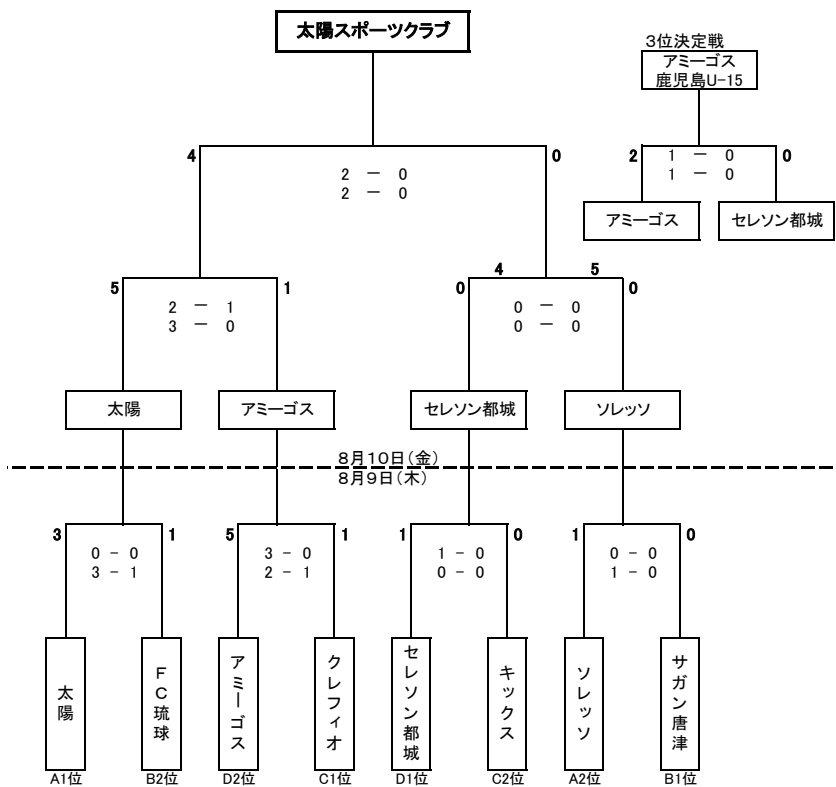 太陽スポーツクラブ
3位決定戦
アミーゴス
鹿児島U-15
4 0
2 ー 0
2 ー 0
2 0
1 ー 0
1 ー 0
アミーゴス セレソン都城
5 1
2 ー 1
3 ー 0
4 5
0 0
0 ー 0
0 ー 0
太陽 アミーゴス セレソン都城 ソレッソ
8月10日(金)
8月9日(木)
3 1 5 1 1 0 1 0
0 - 0 3 - 0 1 - 0 0 - 0
3 - 1 2 - 1 0 - 0 1 - 0
太陽
FC琉球
アミーゴス
クレフィオ
セレソン都城
キックス
ソレッソ
サガン唐津
A1位 B2位 D2位 C1位 D1位 C2位 A2位 B1位